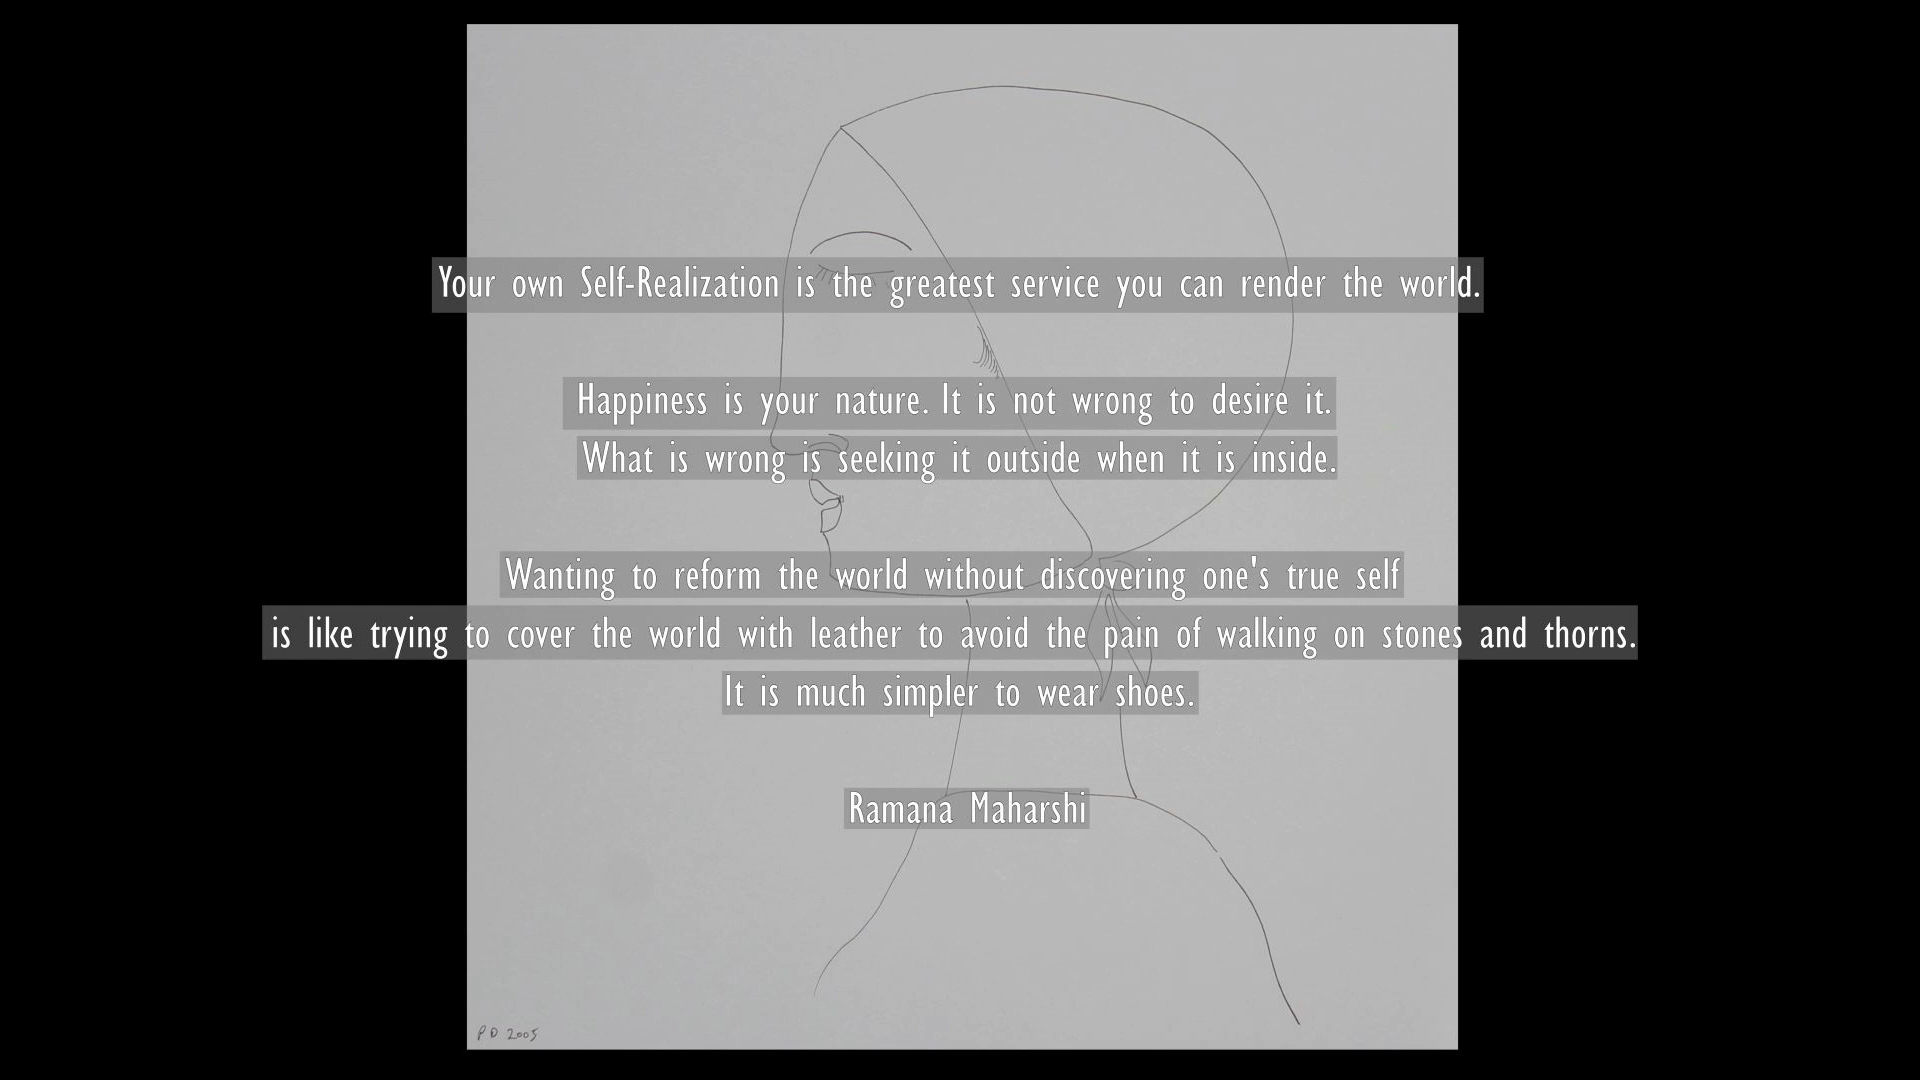 Your own Self-Realization is the greatest service you can render the world.
Happiness is your nature. It is not wrong to desire it.
What is wrong is seeking it outside when it is inside.
Wanting to reform the world without discovering one's true self
is like trying to cover the world with leather to avoid the pain of walking on stones and thorns.
It is much simpler to wear shoes.
Ramana Maharshi
P D 2005